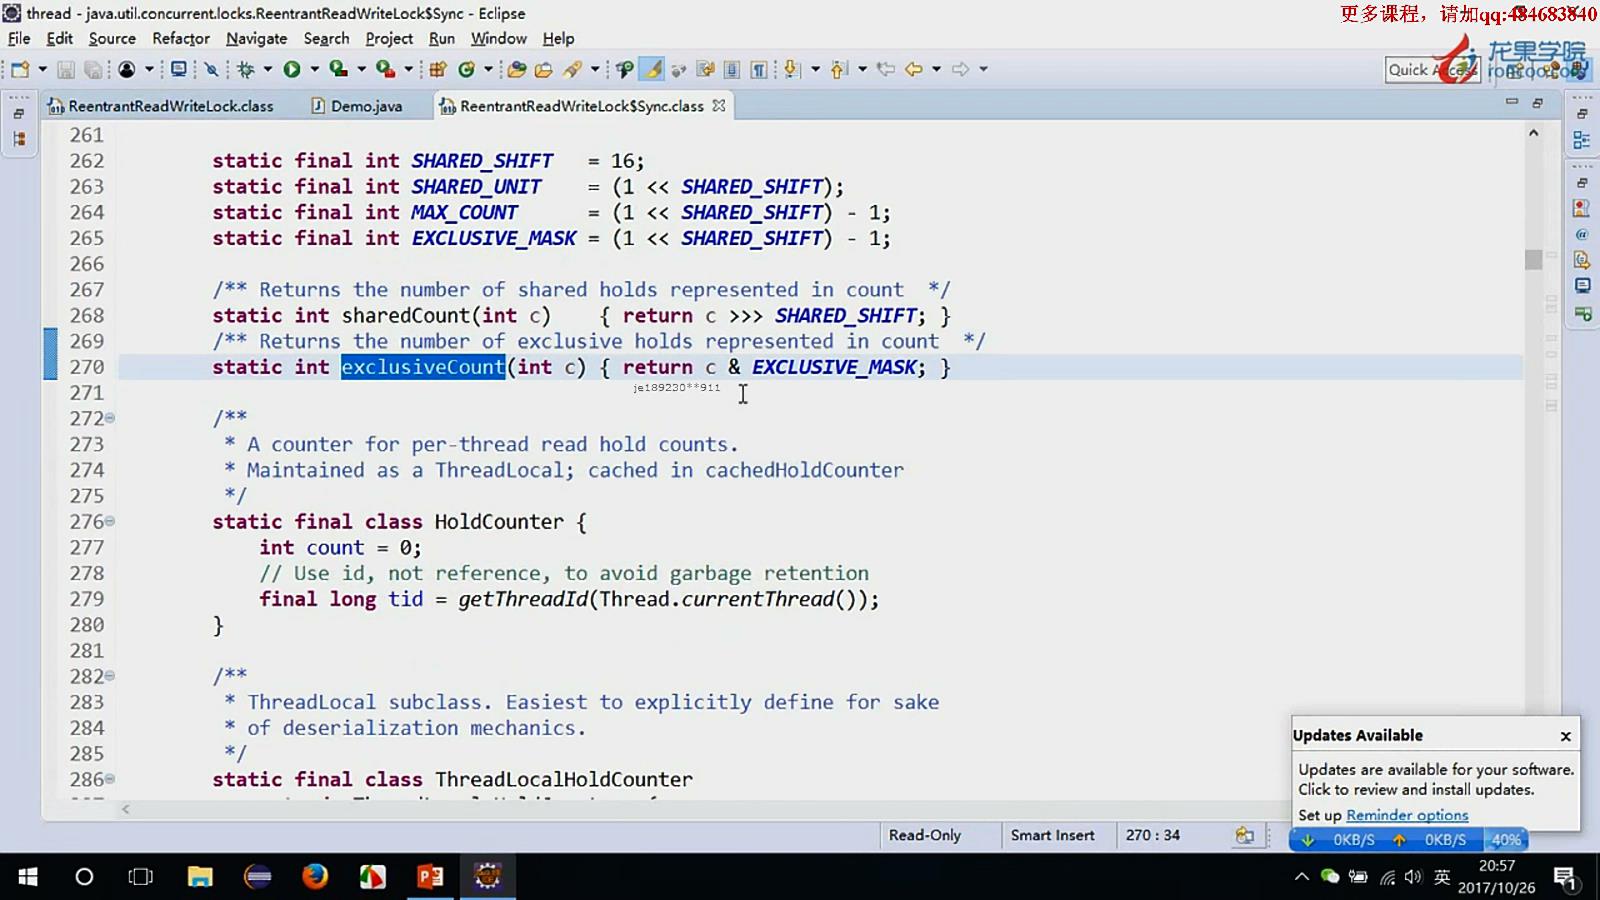 thread - java.util.concurrent.locks.ReentrantReadWriteLock$Sync - Eclipse
更多课程，请加qq:484683840
File Edit Source Refactor Navigate Search Project Run Window Help
龙果学院
roncoo.com
Quick Access
ReentrantReadWriteLock.class Demo.java ReentrantReadWriteLock$Sync.class
261
262 static final int SHARED_SHIFT = 16;
263 static final int SHARED_UNIT = (1 << SHARED_SHIFT);
264 static final int MAX_COUNT = (1 << SHARED_SHIFT) - 1;
265 static final int EXCLUSIVE_MASK = (1 << SHARED_SHIFT) - 1;
266
267 /** Returns the number of shared holds represented in count */
268 static int sharedCount(int c) { return c >>> SHARED_SHIFT; }
269 /** Returns the number of exclusive holds represented in count */
270 static int exclusiveCount(int c) { return c & EXCLUSIVE_MASK; }
je189230**911
271
272 /**
273 * A counter for per-thread read hold counts.
274 * Maintained as a ThreadLocal; cached in cachedHoldCounter
275 */
276 static final class HoldCounter {
277 int count = 0;
278 // Use id, not reference, to avoid garbage retention
279 final long tid = getThreadId(Thread.currentThread());
280 }
281
282 /**
283 * ThreadLocal subclass. Easiest to explicitly define for sake
284 * of deserialization mechanics.
285 */
286 static final class ThreadLocalHoldCounter
Updates Available
Updates are available for your software.
Click to review and install updates.
Set up Reminder options
Read-Only Smart Insert 270 : 34
0KB/S 0KB/S 40%
英
20:57
2017/10/26
1